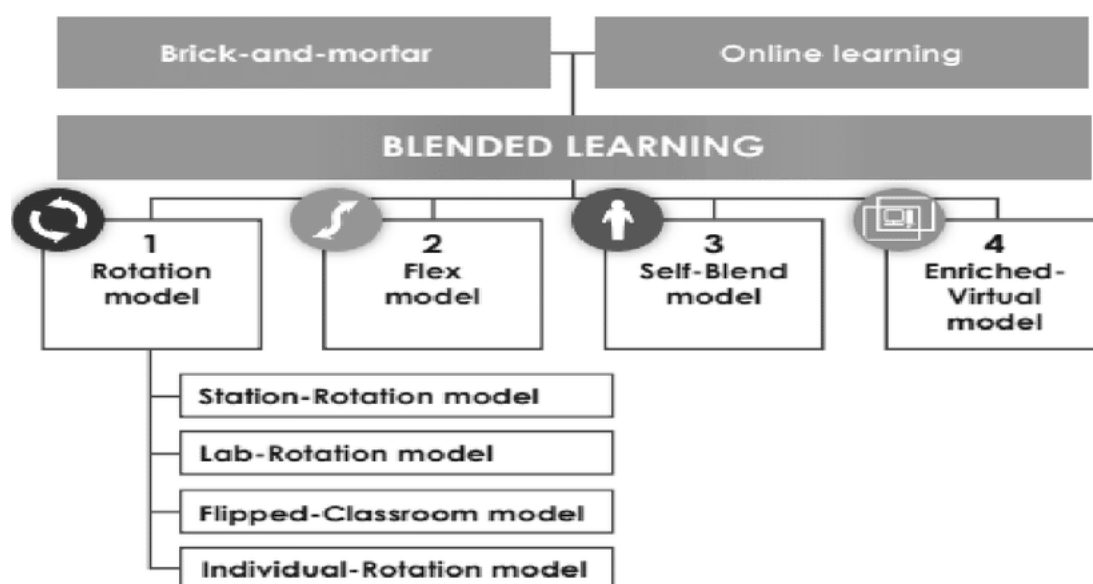 Brick-and-mortar
Online learning
BLENDED LEARNING
1
Rotation
model
2
Flex
model
3
Self-Blend
model
4
Enriched-
Virtual
model
Station-Rotation model
Lab-Rotation model
Flipped-Classroom model
Individual-Rotation model